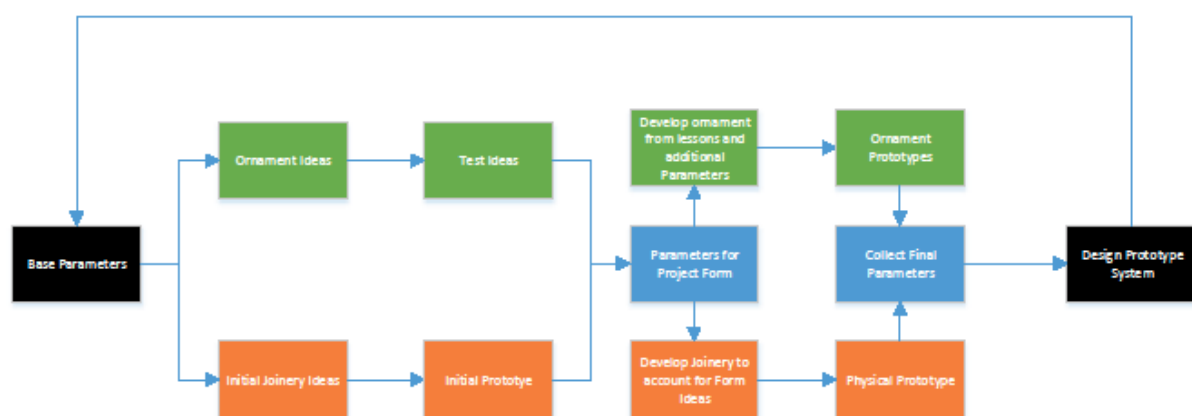 Develop ornament
from lessons and
additional
Parameters
Ornament
Prototypes
Ornament Ideas
Test Ideas
Base Parameters
Parameters for
Project Form
Collect Final
Parameters
Design Prototype
System
Initial Joinery Ideas
Initial Prototye
Develop Joinery to
account for Form
Ideas
Physical Prototype